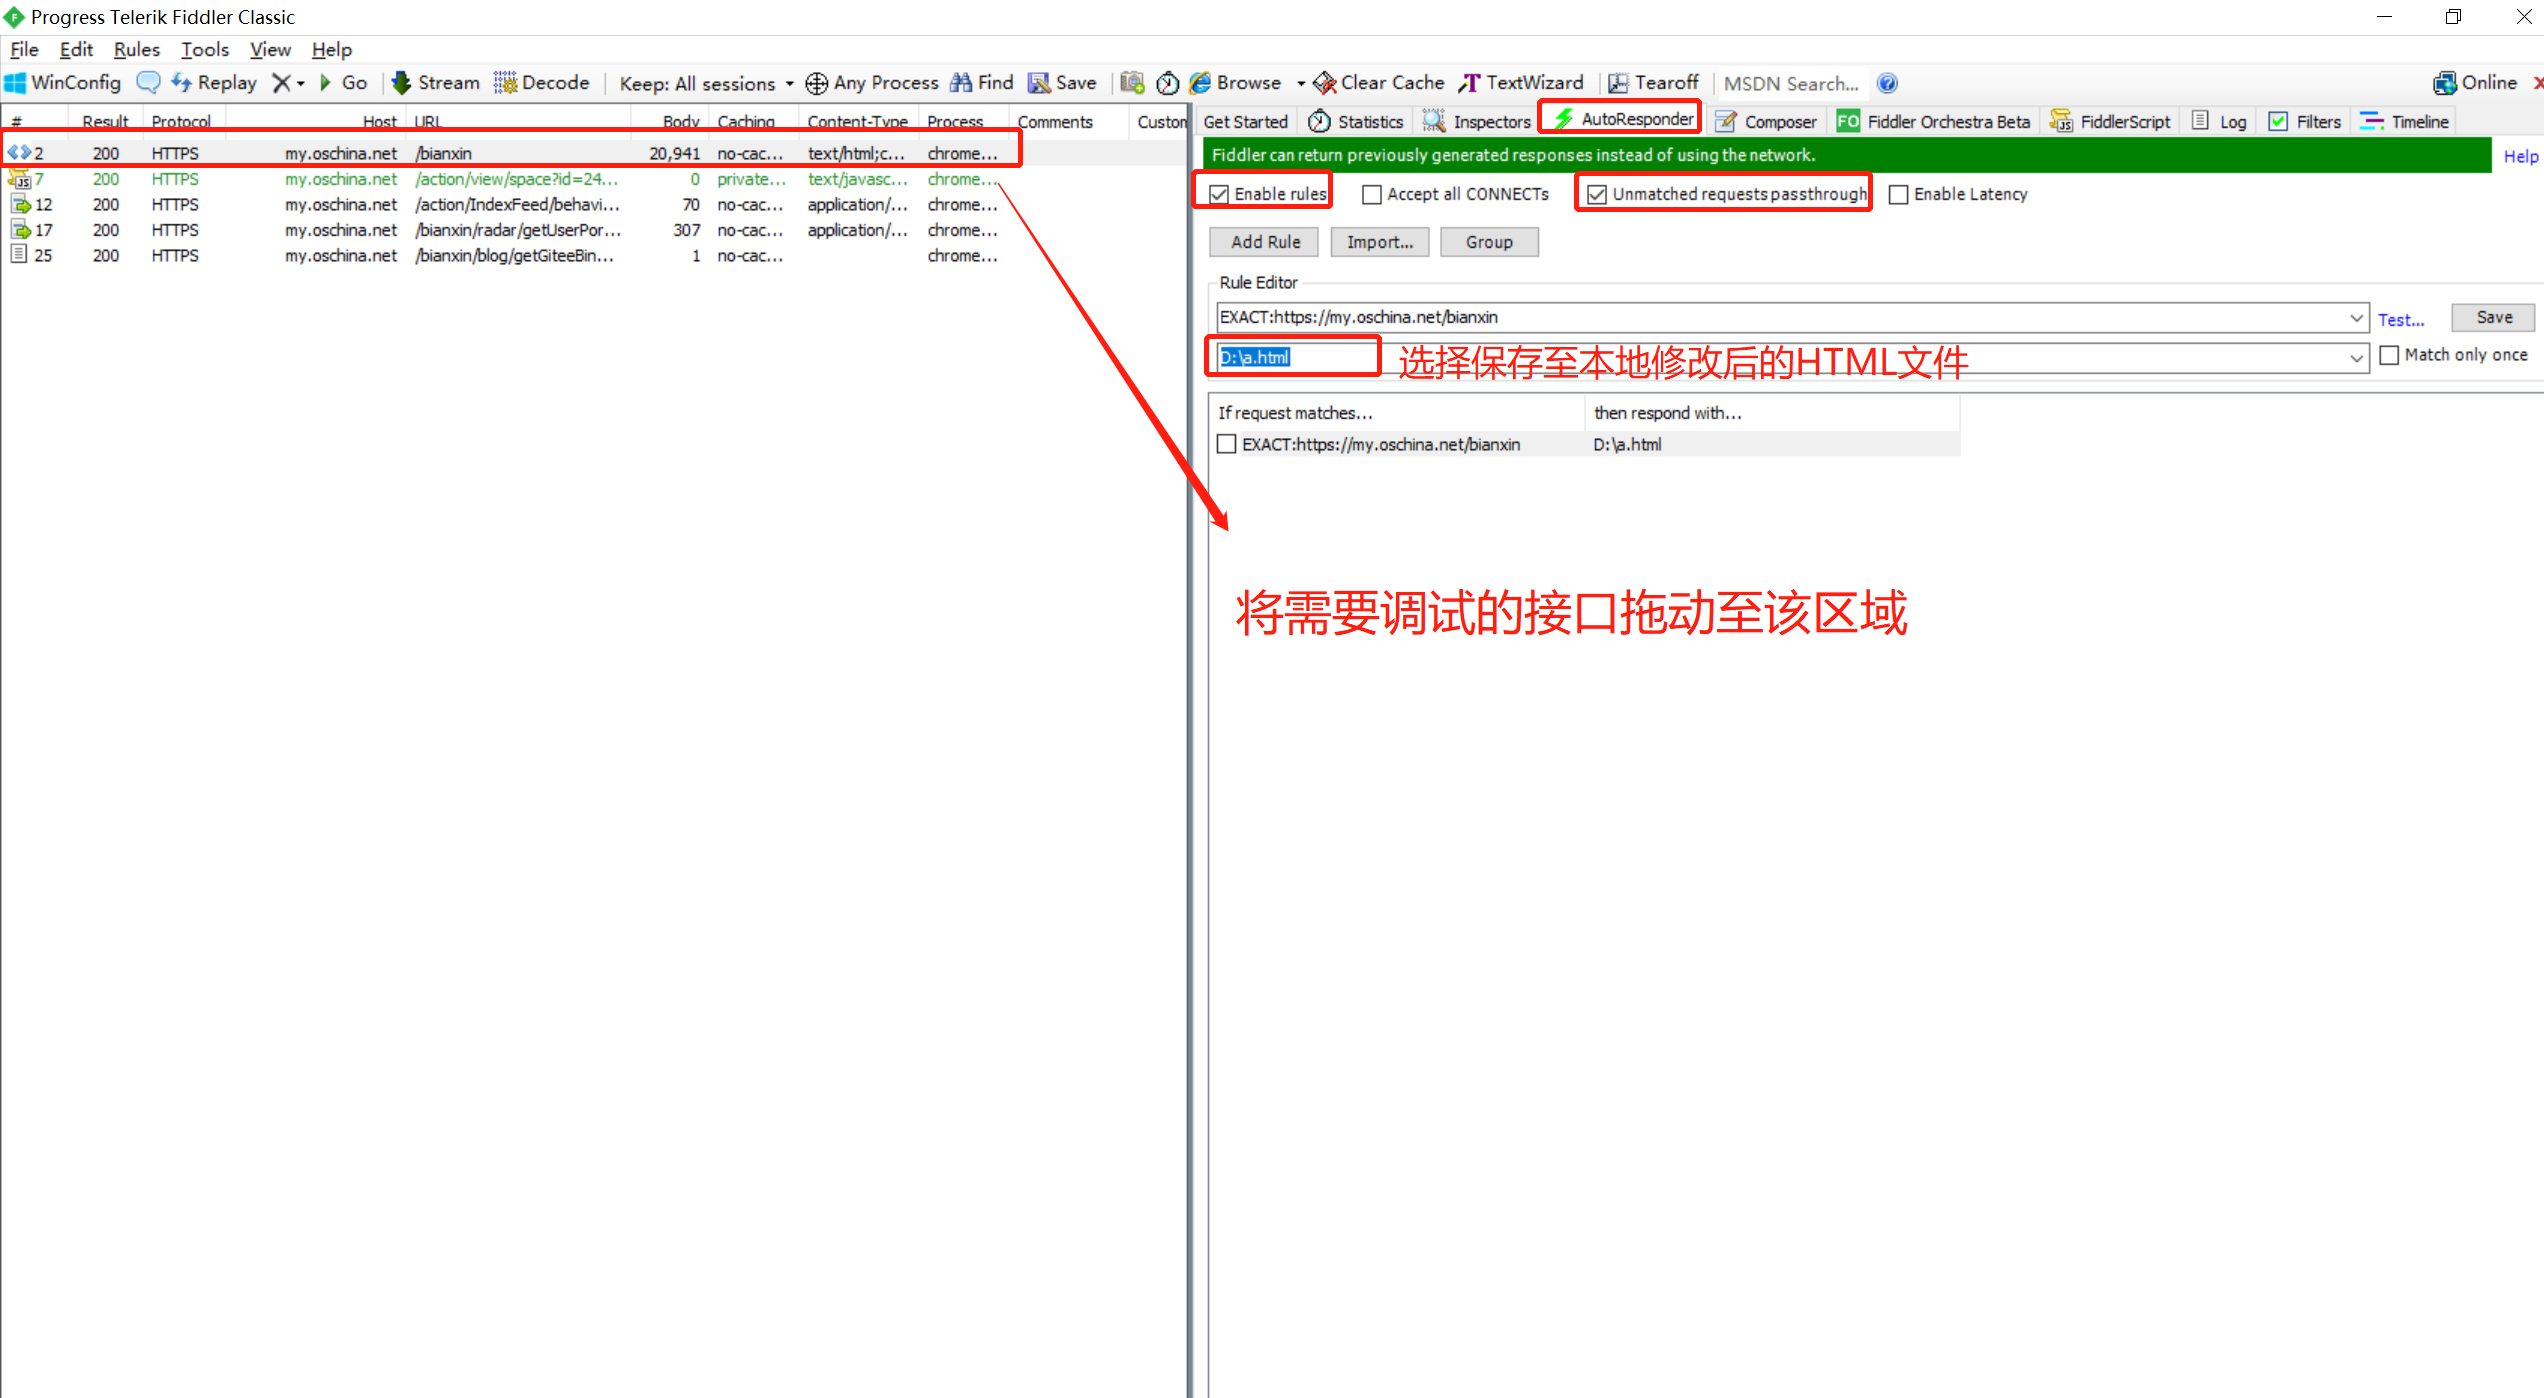 Progress Telerik Fiddler Classic
File Edit Rules Tools View Help
WinConfig Replay Go Stream Decode Keep: All sessions Any Process Find Save Browse Clear Cache TextWizard Tearoff MSDN Search... Online
# Result Protocol Host URL Body Caching Content-Type Process Comments Custom
2 200 HTTPS my.oschina.net /bianxin 20,941 no-cac... text/html;c... chrome...
7 200 HTTPS my.oschina.net /action/view/space?id=24... 0 private... text/javasc... chrome...
12 200 HTTPS my.oschina.net /action/IndexFeed/behavi... 70 no-cac... application/... chrome...
17 200 HTTPS my.oschina.net /bianxin/radar/getUserPor... 307 no-cac... application/... chrome...
25 200 HTTPS my.oschina.net /bianxin/blog/getGiteeBin... 1 no-cac... chrome...
Get Started Statistics Inspectors AutoResponder Composer FO Fiddler Orchestra Beta FiddlerScript Log Filters Timeline
Fiddler can return previously generated responses instead of using the network. Help
Enable rules Accept all CONNECTs Unmatched requests passthrough Enable Latency
Add Rule Import... Group
Rule Editor
EXACT:https://my.oschina.net/bianxin Test... Save
D:\a.html 选择保存至本地修改后的HTML文件 Match only once
If request matches... then respond with...
EXACT:https://my.oschina.net/bianxin D:\a.html
将需要调试的接口拖动至该区域